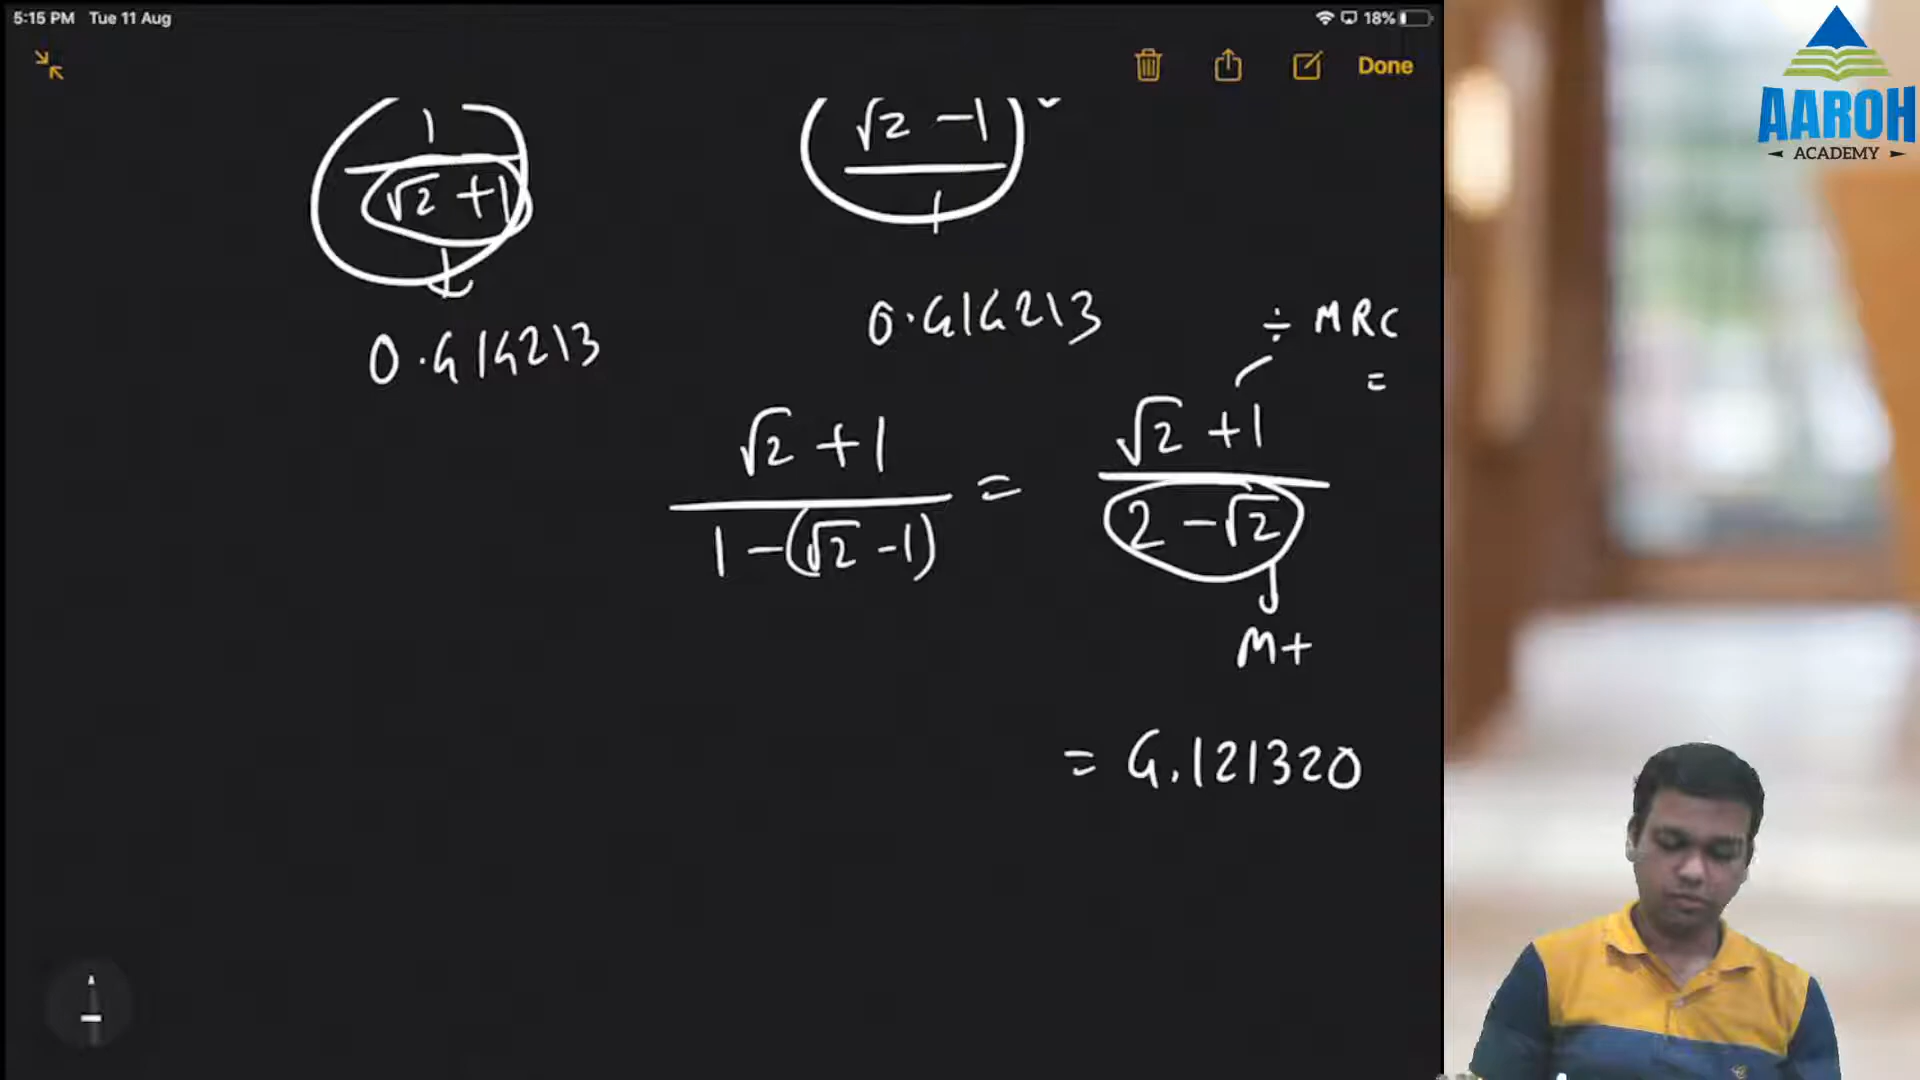 5:15 PM Tue 11 Aug
18%
Done
AAROH
ACADEMY
1
√2 + 1
√2 - 1
1
0.414213
0.414213
÷ MRC
=
√2 + 1
1 - (√2 - 1)
=
√2 + 1
2 - √2
M+
= 4.121320